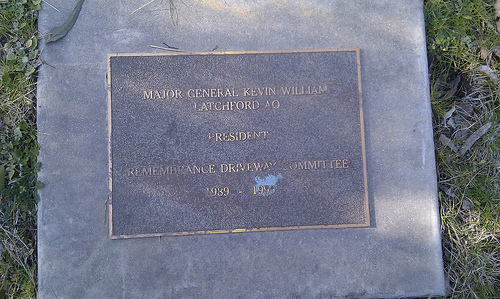 MAJOR GENERAL KEVIN WILLIAM
LATCHFORD AO
PRESIDENT
REMEMBRANCE DRIVEWAY COMMITTEE
1989 -